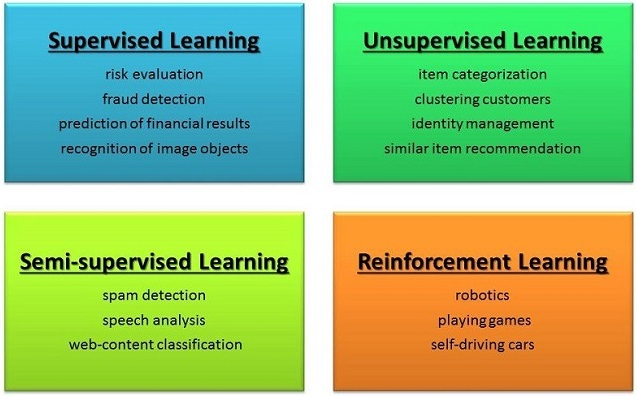 Supervised Learning
risk evaluation
fraud detection
prediction of financial results
recognition of image objects
Unsupervised Learning
item categorization
clustering customers
identity management
similar item recommendation
Semi-supervised Learning
spam detection
speech analysis
web-content classification
Reinforcement Learning
robotics
playing games
self-driving cars